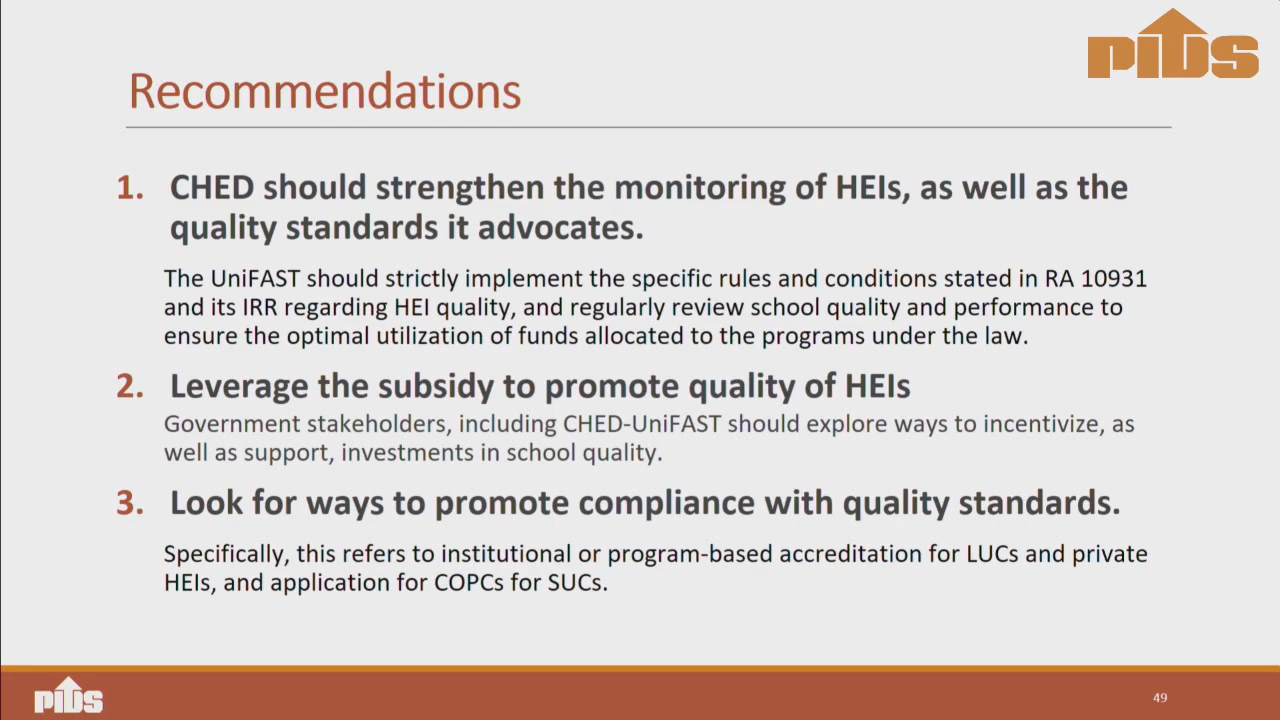 PIDS
Recommendations
1. CHED should strengthen the monitoring of HEIs, as well as the
quality standards it advocates.
The UniFAST should strictly implement the specific rules and conditions stated in RA 10931
and its IRR regarding HEI quality, and regularly review school quality and performance to
ensure the optimal utilization of funds allocated to the programs under the law.
2. Leverage the subsidy to promote quality of HEIs
Government stakeholders, including CHED-UniFAST should explore ways to incentivize, as
well as support, investments in school quality.
3. Look for ways to promote compliance with quality standards.
Specifically, this refers to institutional or program-based accreditation for LUCs and private
HEIs, and application for COPCs for SUCs.
PIDS
49